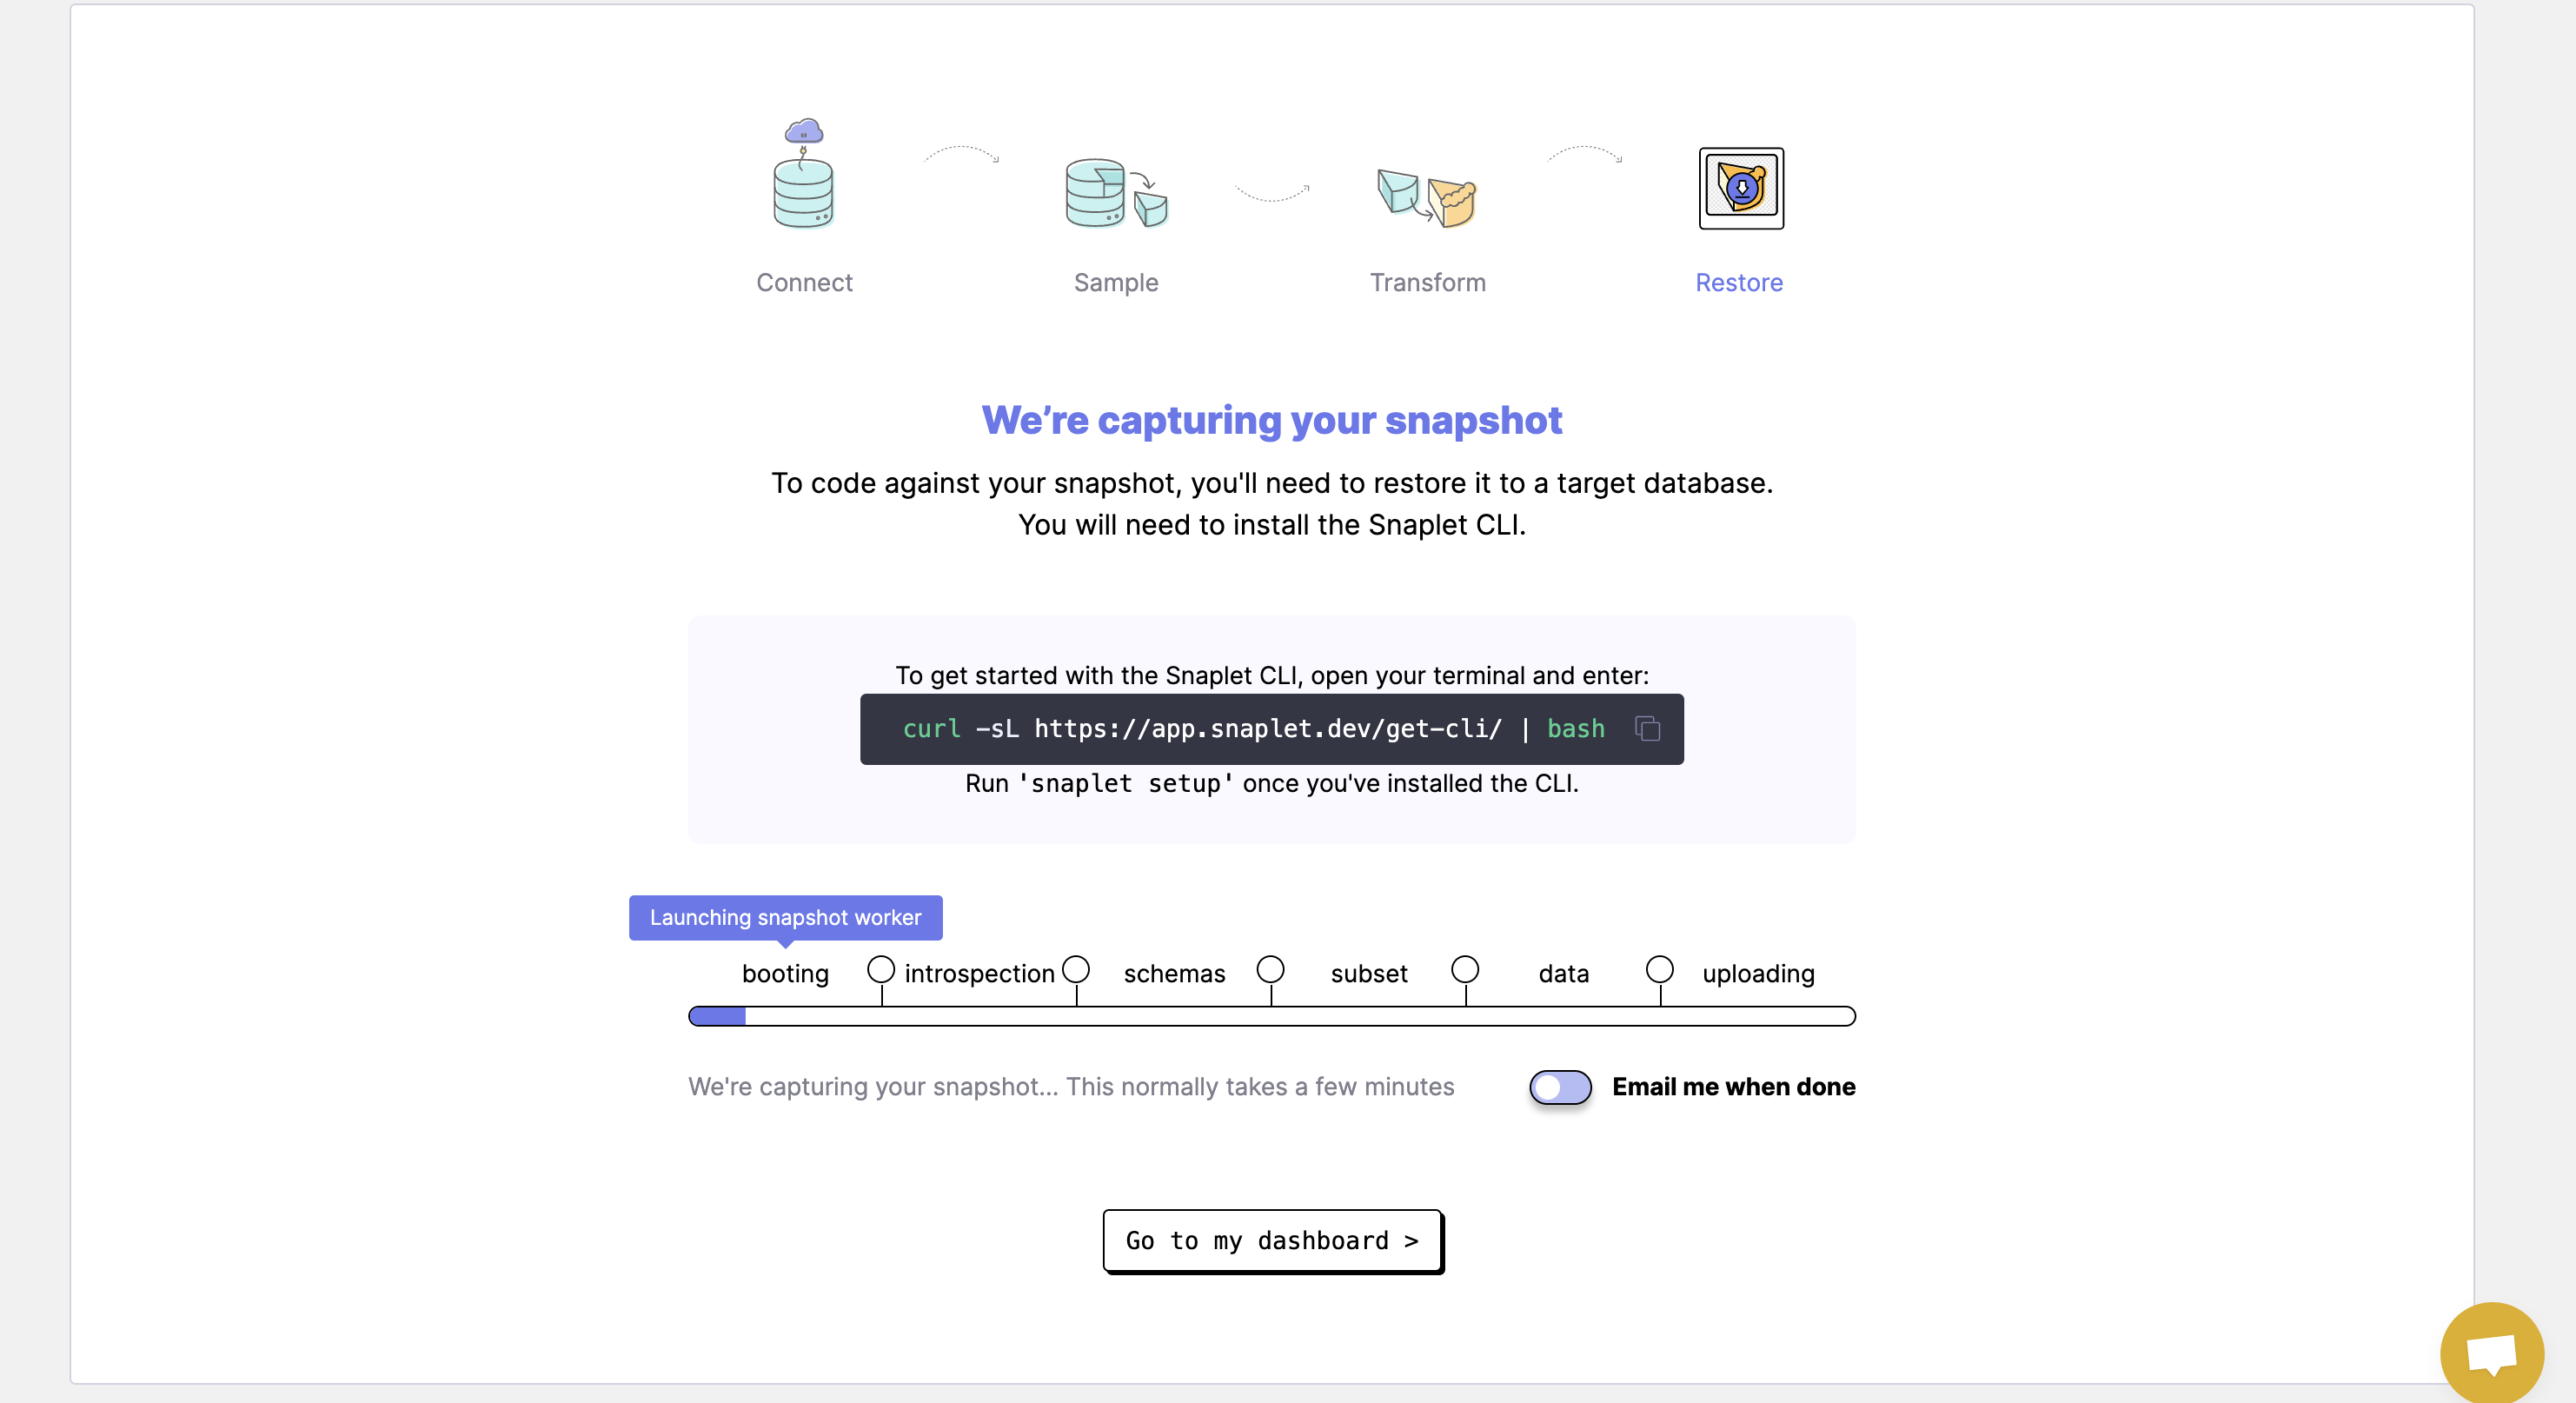 Connect
Sample
Transform
Restore
We’re capturing your snapshot
To code against your snapshot, you'll need to restore it to a target database.
You will need to install the Snaplet CLI.
To get started with the Snaplet CLI, open your terminal and enter:
curl -sL https://app.snaplet.dev/get-cli/ | bash
Run 'snaplet setup' once you've installed the CLI.
Launching snapshot worker
booting introspection schemas subset data uploading
We're capturing your snapshot... This normally takes a few minutes
Email me when done
Go to my dashboard >